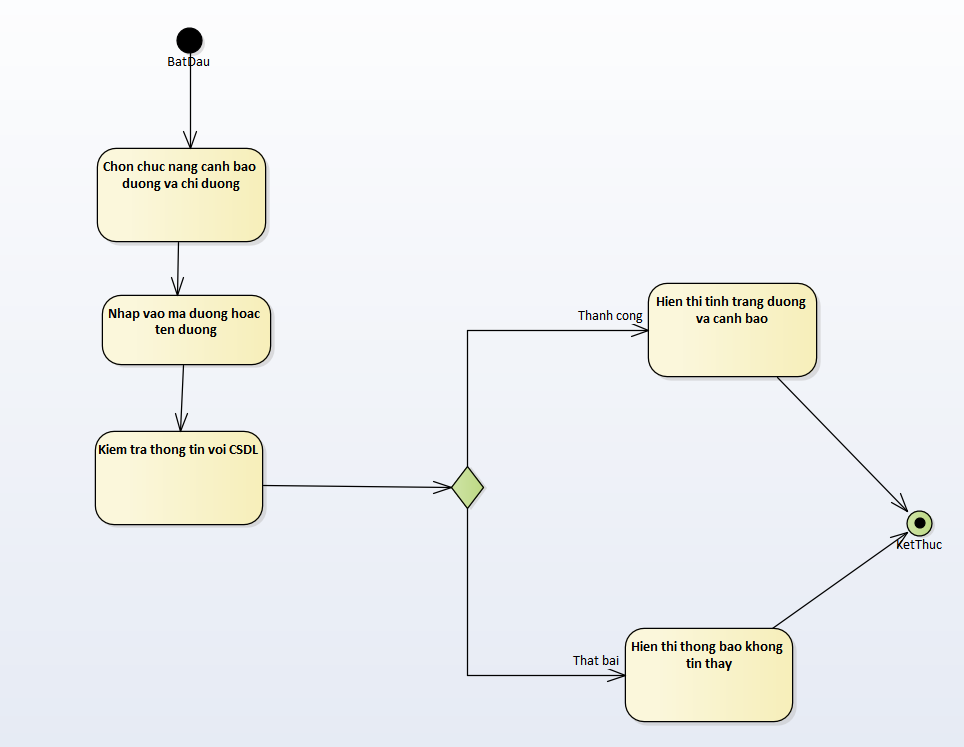 BatDau
Chon chuc nang canh bao
duong va chi duong
Nhap vao ma duong hoac
ten duong
Kiem tra thong tin voi CSDL
Thanh cong
Hien thi tinh trang duong
va canh bao
That bai
Hien thi thong bao khong
tin thay
KetThuc